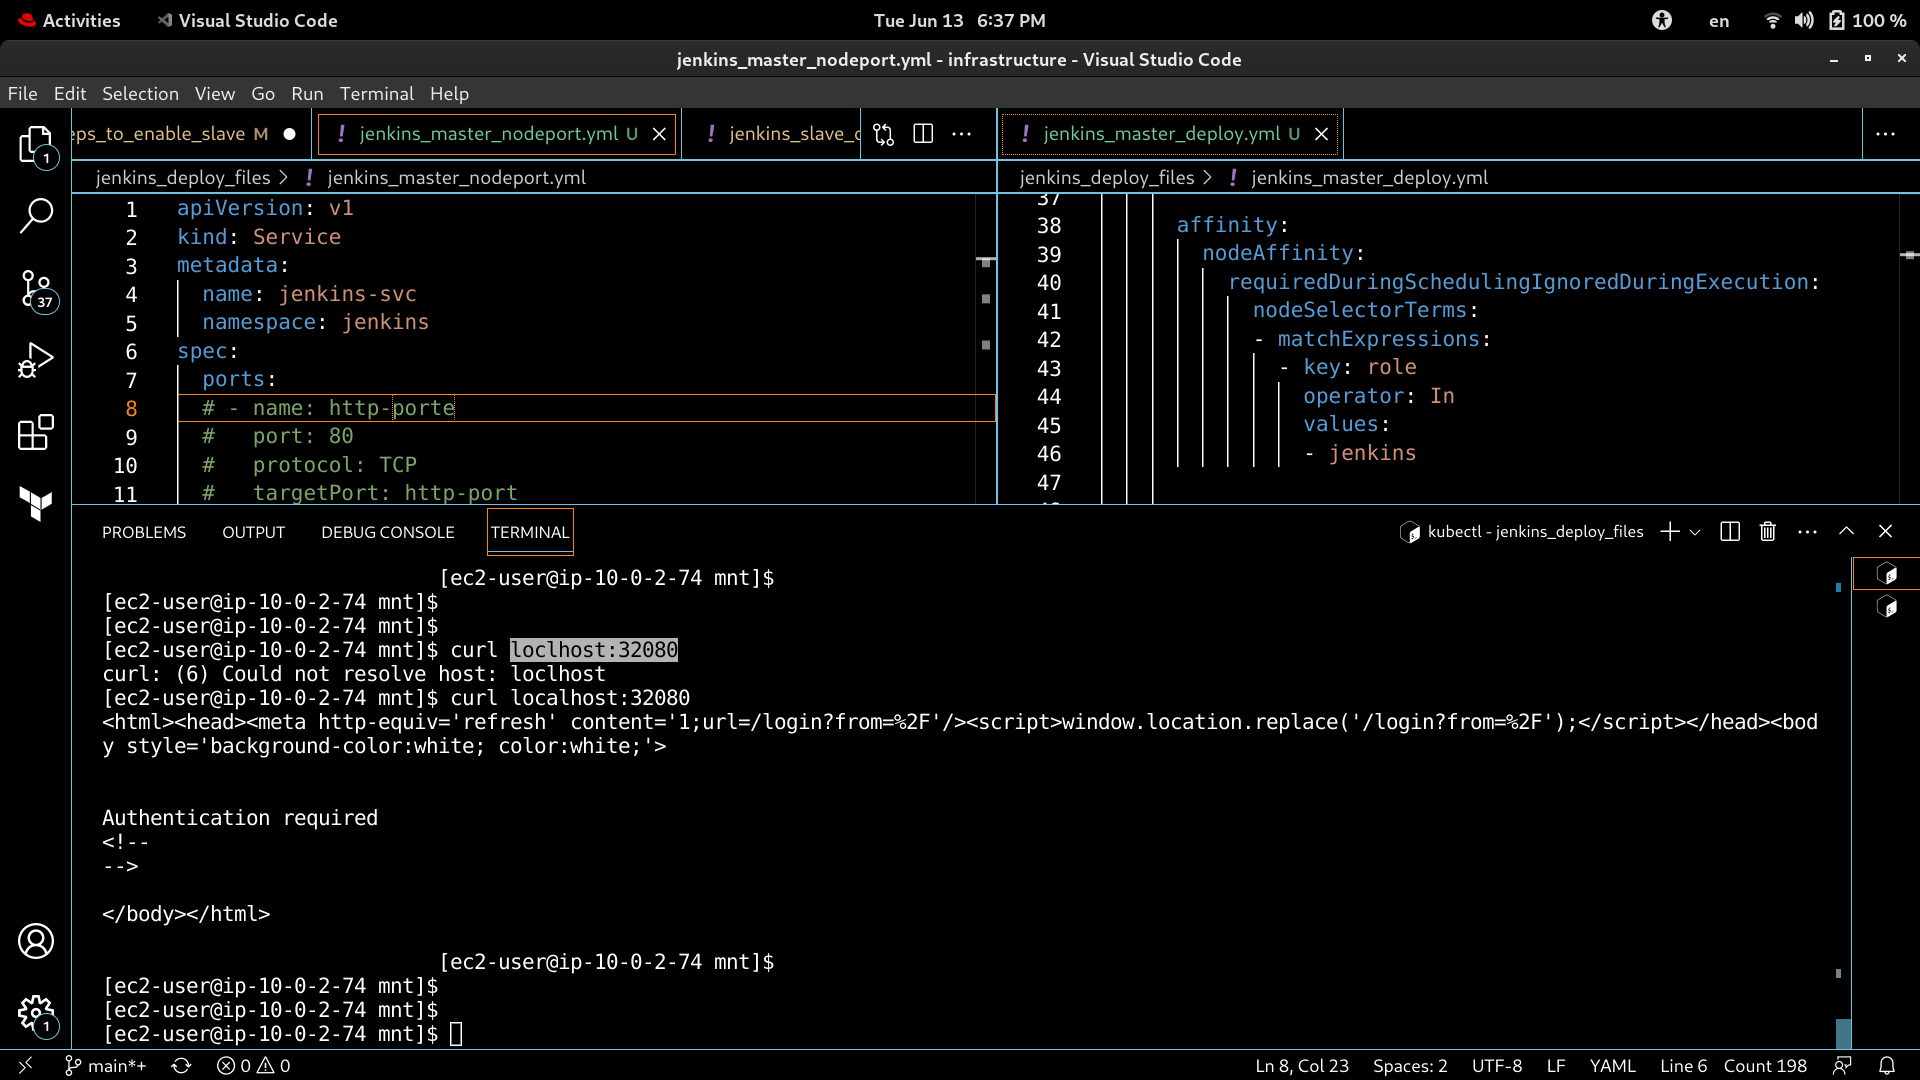 Activities Visual Studio Code Tue Jun 13 6:37 PM en 100 %
jenkins_master_nodeport.yml - infrastructure - Visual Studio Code
File Edit Selection View Go Run Terminal Help
eps_to_enable_slave M jenkins_master_nodeport.yml U jenkins_slave_c
jenkins_master_deploy.yml U
jenkins_deploy_files > ! jenkins_master_nodeport.yml
1 apiVersion: v1
2 kind: Service
3 metadata:
4 name: jenkins-svc
5 namespace: jenkins
6 spec:
7 ports:
8 # - name: http-porte
9 # port: 80
10 # protocol: TCP
11 # targetPort: http-port
jenkins_deploy_files > ! jenkins_master_deploy.yml
37
38 affinity:
39 nodeAffinity:
40 requiredDuringSchedulingIgnoredDuringExecution:
41 nodeSelectorTerms:
42 - matchExpressions:
43 - key: role
44 operator: In
45 values:
46 - jenkins
47
PROBLEMS OUTPUT DEBUG CONSOLE TERMINAL kubectl - jenkins_deploy_files
[ec2-user@ip-10-0-2-74 mnt]$
[ec2-user@ip-10-0-2-74 mnt]$
[ec2-user@ip-10-0-2-74 mnt]$
[ec2-user@ip-10-0-2-74 mnt]$ curl loclhost:32080
curl: (6) Could not resolve host: loclhost
[ec2-user@ip-10-0-2-74 mnt]$ curl localhost:32080
<html><head><meta http-equiv='refresh' content='1;url=/login?from=%2F'/><script>window.location.replace('/login?from=%2F');</script></head><bod
y style='background-color:white; color:white;'>
Authentication required
<!--
-->
</body></html>
[ec2-user@ip-10-0-2-74 mnt]$
[ec2-user@ip-10-0-2-74 mnt]$
[ec2-user@ip-10-0-2-74 mnt]$
[ec2-user@ip-10-0-2-74 mnt]$
1
37
1
main*+ 0 0 Ln 8, Col 23 Spaces: 2 UTF-8 LF YAML Line 6 Count 198